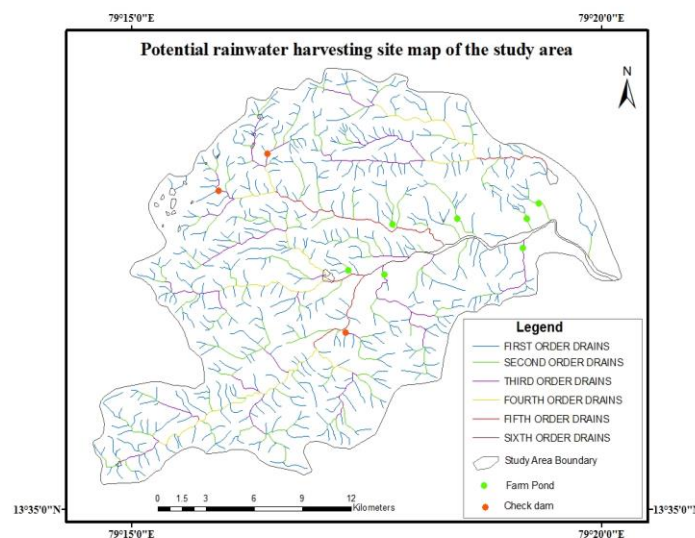 79°15'0"E
79°20'0"E
Potential rainwater harvesting site map of the study area
N
Legend
FIRST ORDER DRAINS
SECOND ORDER DRAINS
THIRD ORDER DRAINS
FOURTH ORDER DRAINS
FIFTH ORDER DRAINS
SIXTH ORDER DRAINS
Study Area Boundary
Farm Pond
Check dam
0 1.5 3 6 9 12
Kilometers
13°35'0"N
13°35'0"N
79°15'0"E
79°20'0"E